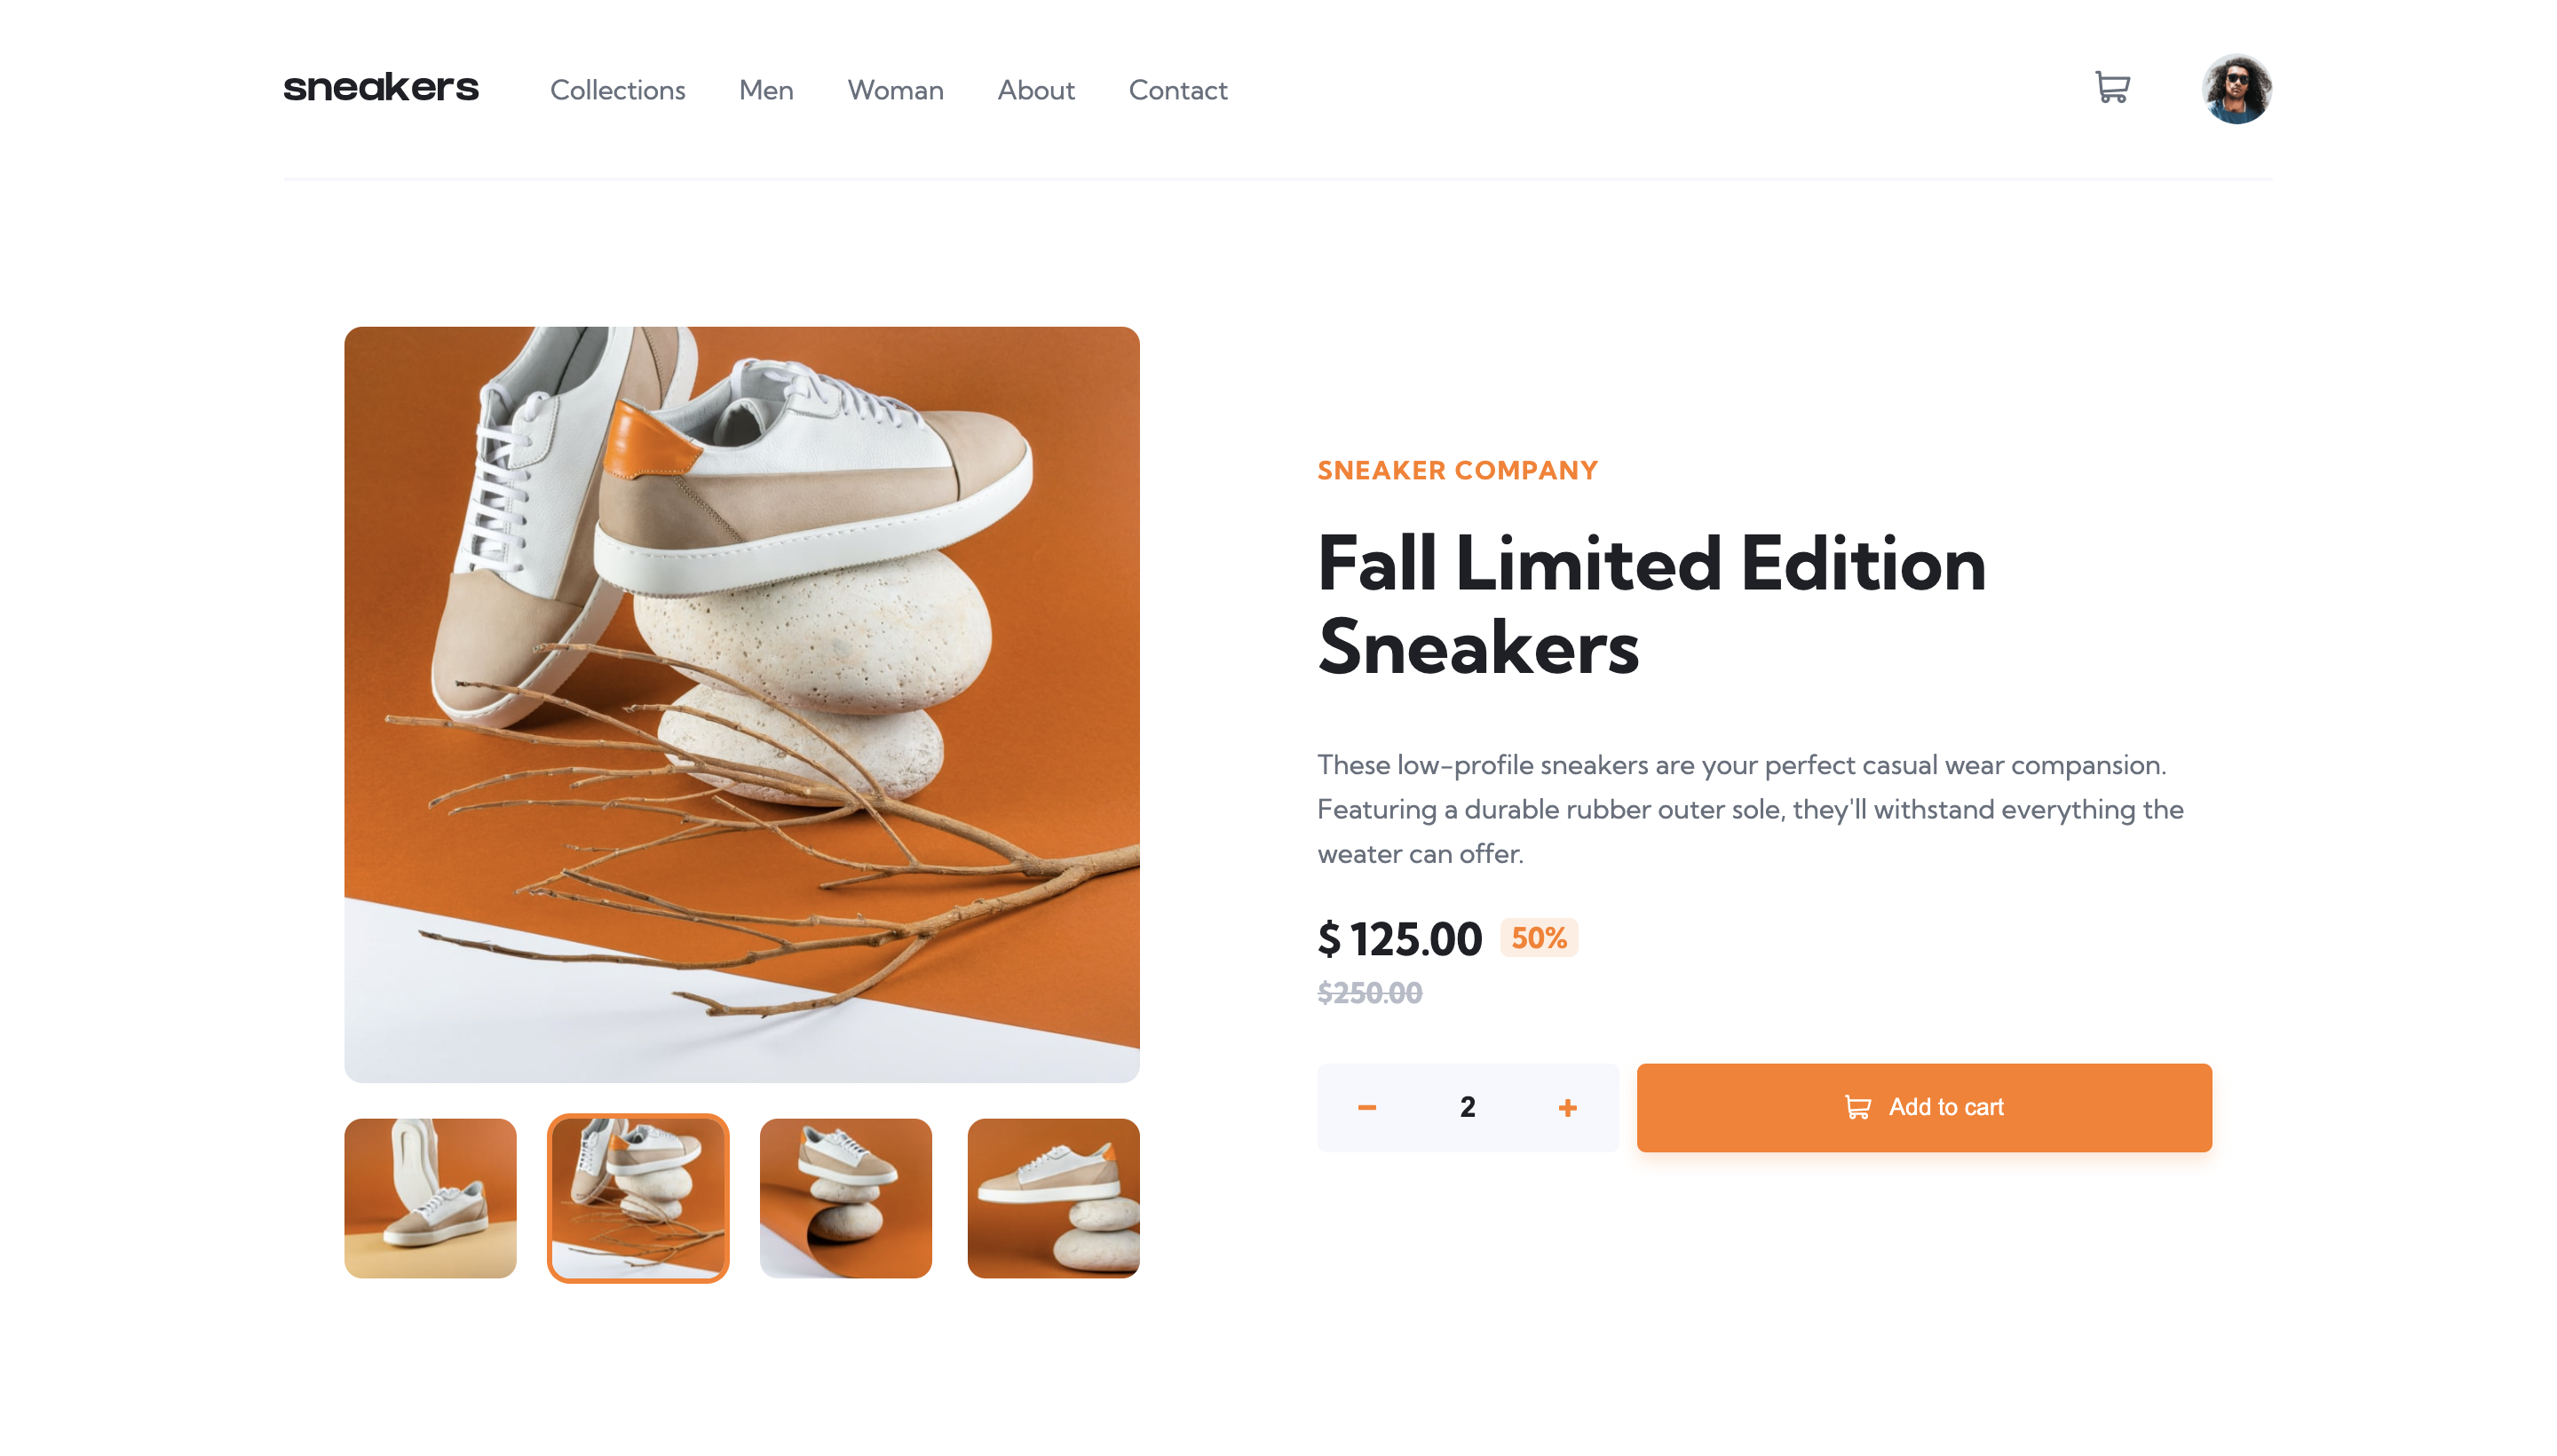 sneakers Collections Men Woman About Contact
SNEAKER COMPANY
Fall Limited Edition
Sneakers
These low-profile sneakers are your perfect casual wear compansion.
Featuring a durable rubber outer sole, they'll withstand everything the
weater can offer.
$ 125.00 50%
$250.00
− 2 + Add to cart